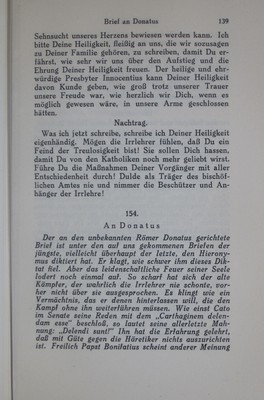 Brief an Donatus 139
Sehnsucht unseres Herzens bewiesen werden kann. Ich
bitte Deine Heiligkeit, fleißig an uns, die wir sozusagen
zu Deiner Familie gehören, zu schreiben, damit Du er-
fährst, wie sehr wir uns über den Aufstieg und die
Ehrung Deiner Heiligkeit freuen. Der heilige und ehr-
würdige Presbyter Innocentius kann Deine Heiligkeit
davon Kunde geben, wie groß trotz unserer Trauer
unsere Freude war, wie herzlich wir Dich, wenn es
möglich gewesen wäre, in unsere Arme geschlossen
hätten.
Nachtrag.
Was ich jetzt schreibe, schreibe ich Deiner Heiligkeit
eigenhändig. Mögen die Irrlehrer fühlen, daß Du ein
Feind der Treulosigkeit bist! Sie sollen Dich hassen,
damit Du von den Katholiken noch mehr geliebt wirst.
Führe Du die Maßnahmen Deiner Vorgänger mit aller
Entschiedenheit durch! Dulde als Träger des bischöf-
lichen Amtes nie und nimmer die Beschützer und An-
hänger der Irrlehre!
154.
An Donatus
Der an den unbekannten Römer Donatus gerichtete
Brief ist unter den auf uns gekommenen Briefen der
jüngste, vielleicht überhaupt der letzte, den Hierony-
mus diktiert hat. Er klagt, wie schwer ihm dieses Dik-
tat fiel. Aber das leidenschaftliche Feuer seiner Seele
lodert noch einmal auf. So scharf hat sich der alte
Kämpfer, der wahrlich die Irrlehrer nie schonte, vor-
her nicht über sie ausgesprochen. Es klingt wie ein
Vermächtnis, das er denen hinterlassen will, die den
Kampf ohne ihn weiterführen müssen. Wie einst Cato
im Senate seine Reden mit dem „Carthaginem delen-
dam esse" beschloß, so lautet seine allerletzte Mah-
nung: „Delendi sunt!" Ihn hat die Erfahrung gelehrt,
daß mit Güte gegen die Häretiker nichts auszurichten
ist. Freilich Papst Bonifatius scheint anderer Meinung